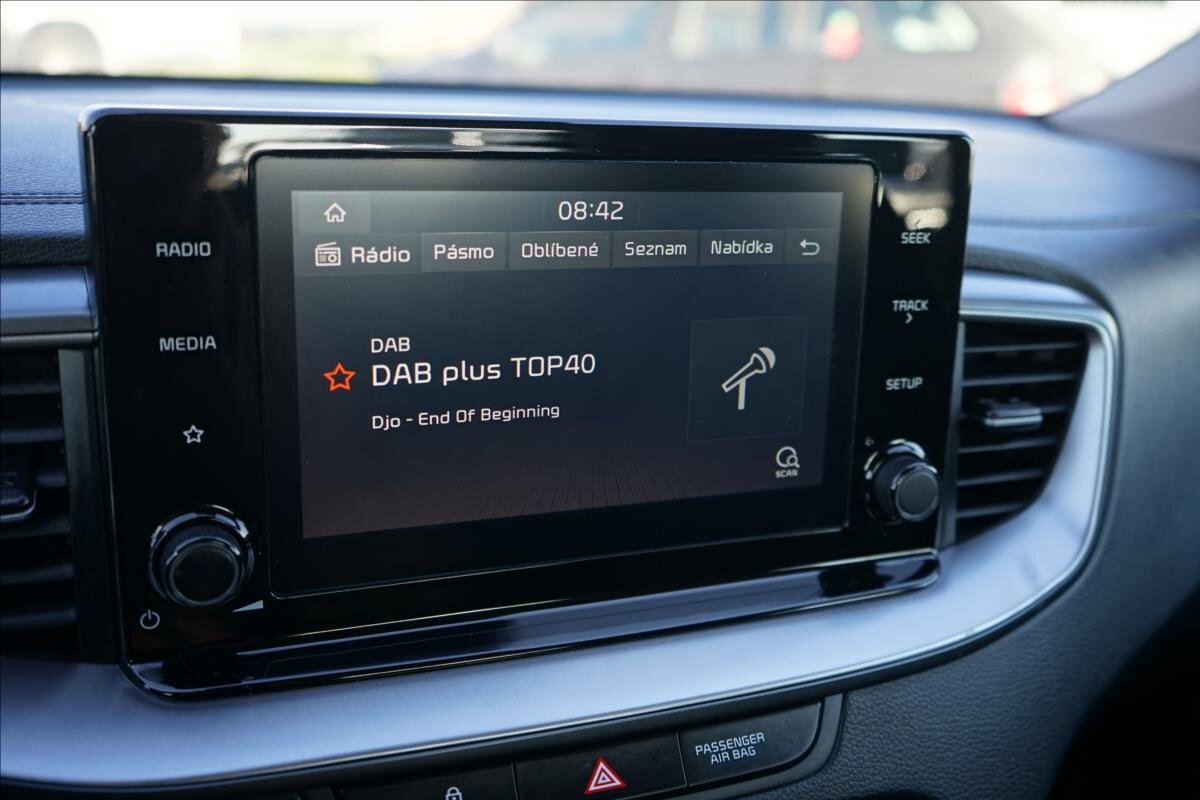 08:42
Rádio Pásmo Oblíbené Seznam Nabídka
RADIO
MEDIA
DAB
DAB plus TOP40
Djo - End Of Beginning
SCAN
SEEK
TRACK
SETUP
PASSENGER
AIR BAG